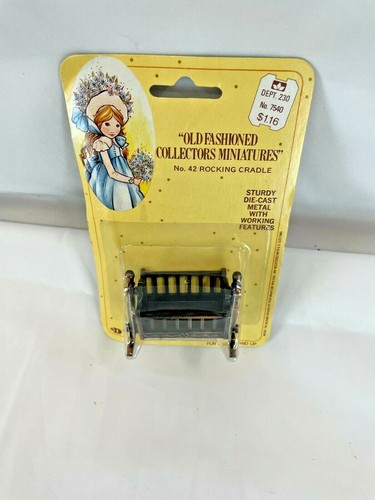 DEPT. 230
No. 7540
$1.16
"OLD FASHIONED
COLLECTORS MINIATURES"
No. 42 ROCKING CRADLE
STURDY
DIE-CAST
METAL
WITH
WORKING
FEATURES